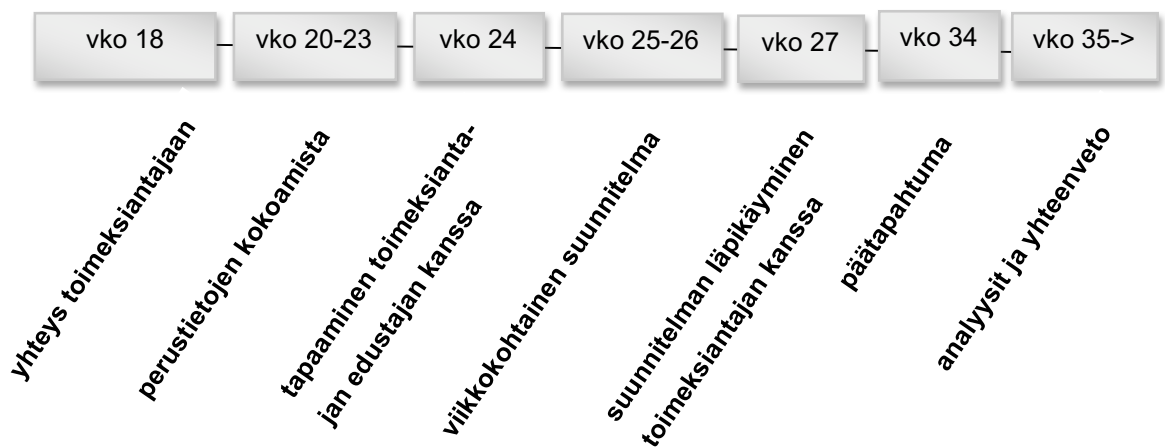 vko 18
vko 20-23
vko 24
vko 25-26
vko 27
vko 34
vko 35->
yhteys toimeksiantajaan
perustietojen kokoamista
tapaaminen toimeksianta-
jan edustajan kanssa
viikkokohtainen suunnitelma
suunnitelman läpikäyminen
toimeksiantajan kanssa
päätapahtuma
analyysit ja yhteenveto